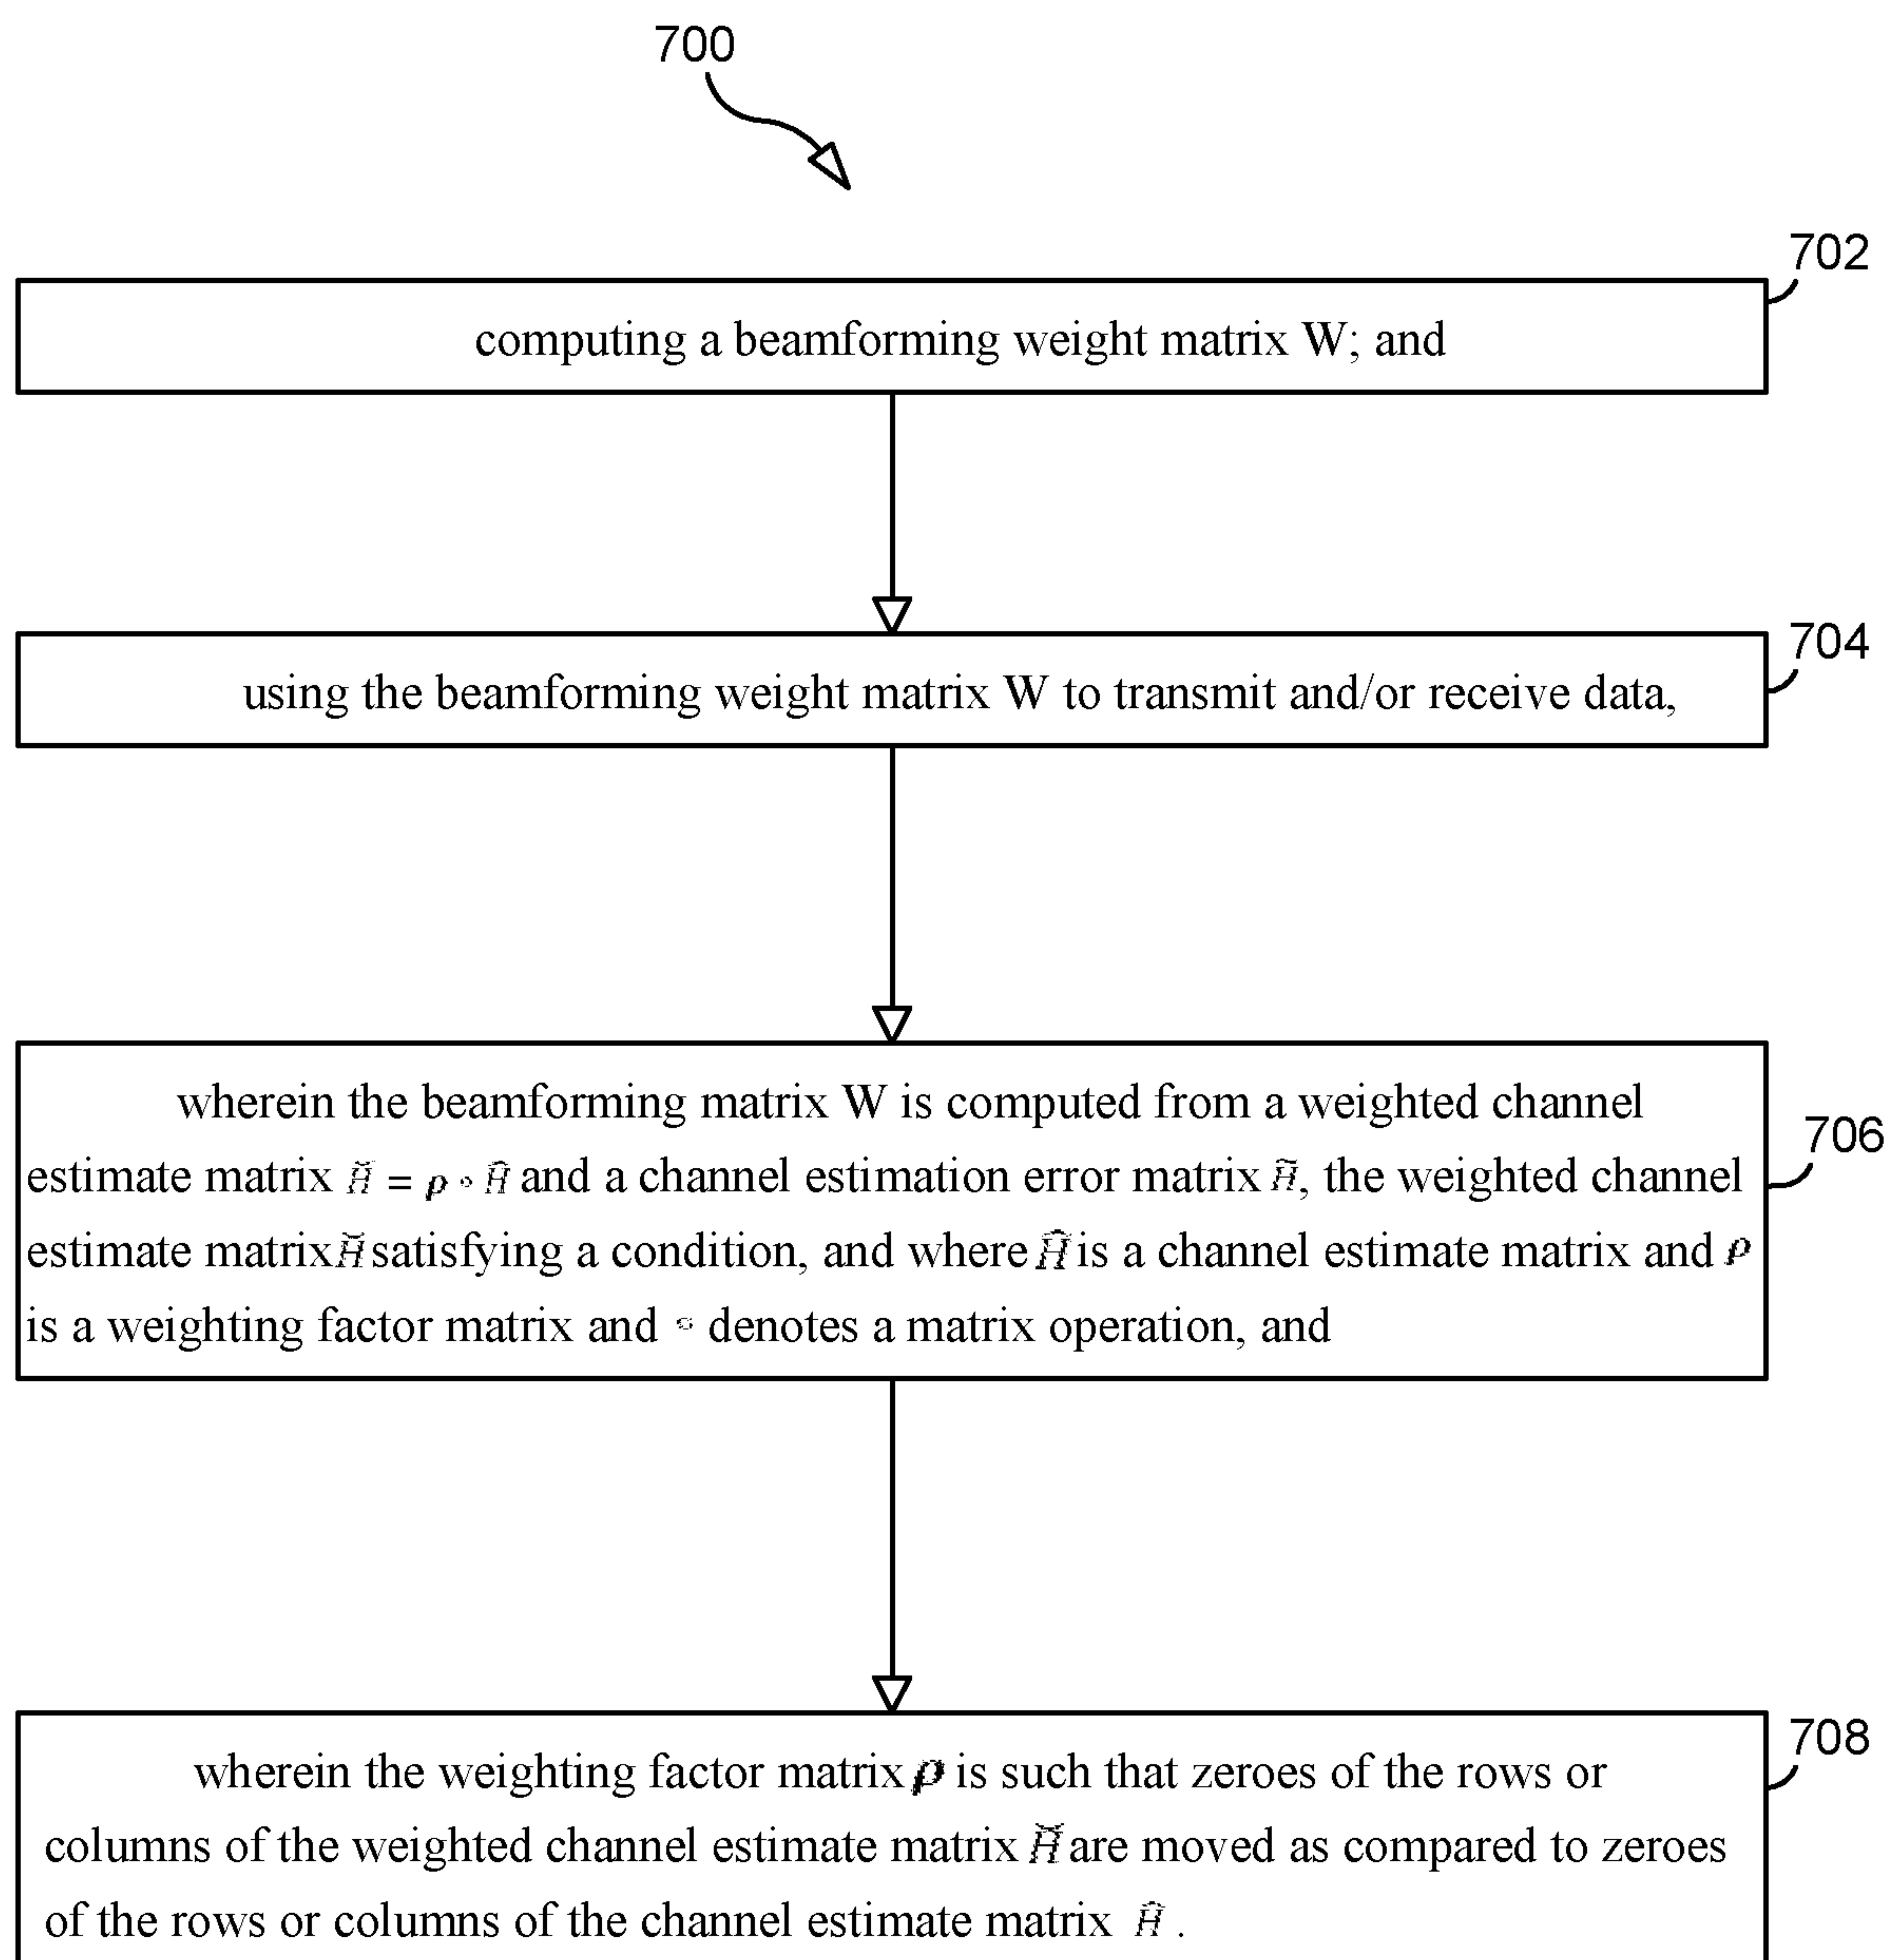 700
702
computing a beamforming weight matrix W; and
704
using the beamforming weight matrix W to transmit and/or receive data,
706
wherein the beamforming matrix W is computed from a weighted channel
estimate matrix H̆ = ρ ∘ Ĥ and a channel estimation error matrix H̃, the weighted channel
estimate matrix H̆ satisfying a condition, and where Ĥ is a channel estimate matrix and ρ
is a weighting factor matrix and ∘ denotes a matrix operation, and
708
wherein the weighting factor matrix ρ is such that zeroes of the rows or
columns of the weighted channel estimate matrix H̆ are moved as compared to zeroes
of the rows or columns of the channel estimate matrix Ĥ .